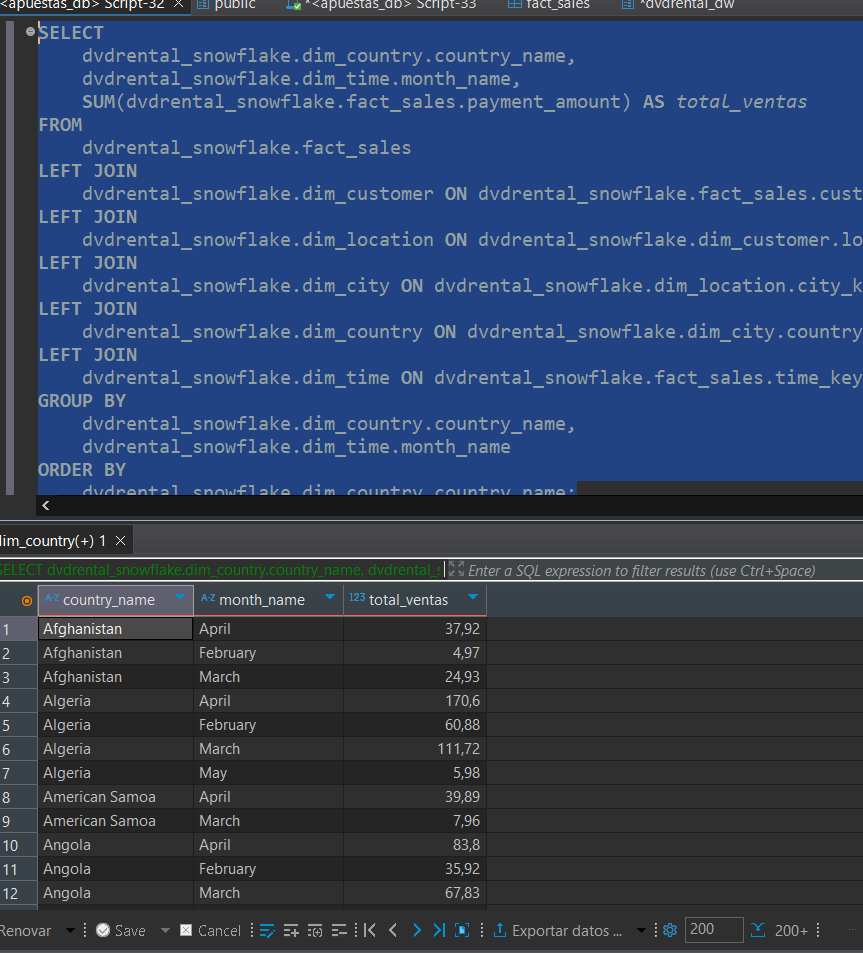 <apuestas_db> Script-32 public *<apuestas_db> Script-33 fact_sales *dvdrental_dw
SELECT
dvdrental_snowflake.dim_country.country_name,
dvdrental_snowflake.dim_time.month_name,
SUM(dvdrental_snowflake.fact_sales.payment_amount) AS total_ventas
FROM
dvdrental_snowflake.fact_sales
LEFT JOIN
dvdrental_snowflake.dim_customer ON dvdrental_snowflake.fact_sales.cust
LEFT JOIN
dvdrental_snowflake.dim_location ON dvdrental_snowflake.dim_customer.lo
LEFT JOIN
dvdrental_snowflake.dim_city ON dvdrental_snowflake.dim_location.city_k
LEFT JOIN
dvdrental_snowflake.dim_country ON dvdrental_snowflake.dim_city.country
LEFT JOIN
dvdrental_snowflake.dim_time ON dvdrental_snowflake.fact_sales.time_key
GROUP BY
dvdrental_snowflake.dim_country.country_name,
dvdrental_snowflake.dim_time.month_name
ORDER BY
dvdrental_snowflake.dim_country.country_name;
dim_country(+) 1
SELECT dvdrental_snowflake.dim_country.country_name, dvdrental_s Enter a SQL expression to filter results (use Ctrl+Space)
A-Z country_name A-Z month_name 123 total_ventas
1 Afghanistan April 37,92
2 Afghanistan February 4,97
3 Afghanistan March 24,93
4 Algeria April 170,6
5 Algeria February 60,88
6 Algeria March 111,72
7 Algeria May 5,98
8 American Samoa April 39,89
9 American Samoa March 7,96
10 Angola April 83,8
11 Angola February 35,92
12 Angola March 67,83
Renovar Save Cancel Exportar datos ... 200 200+